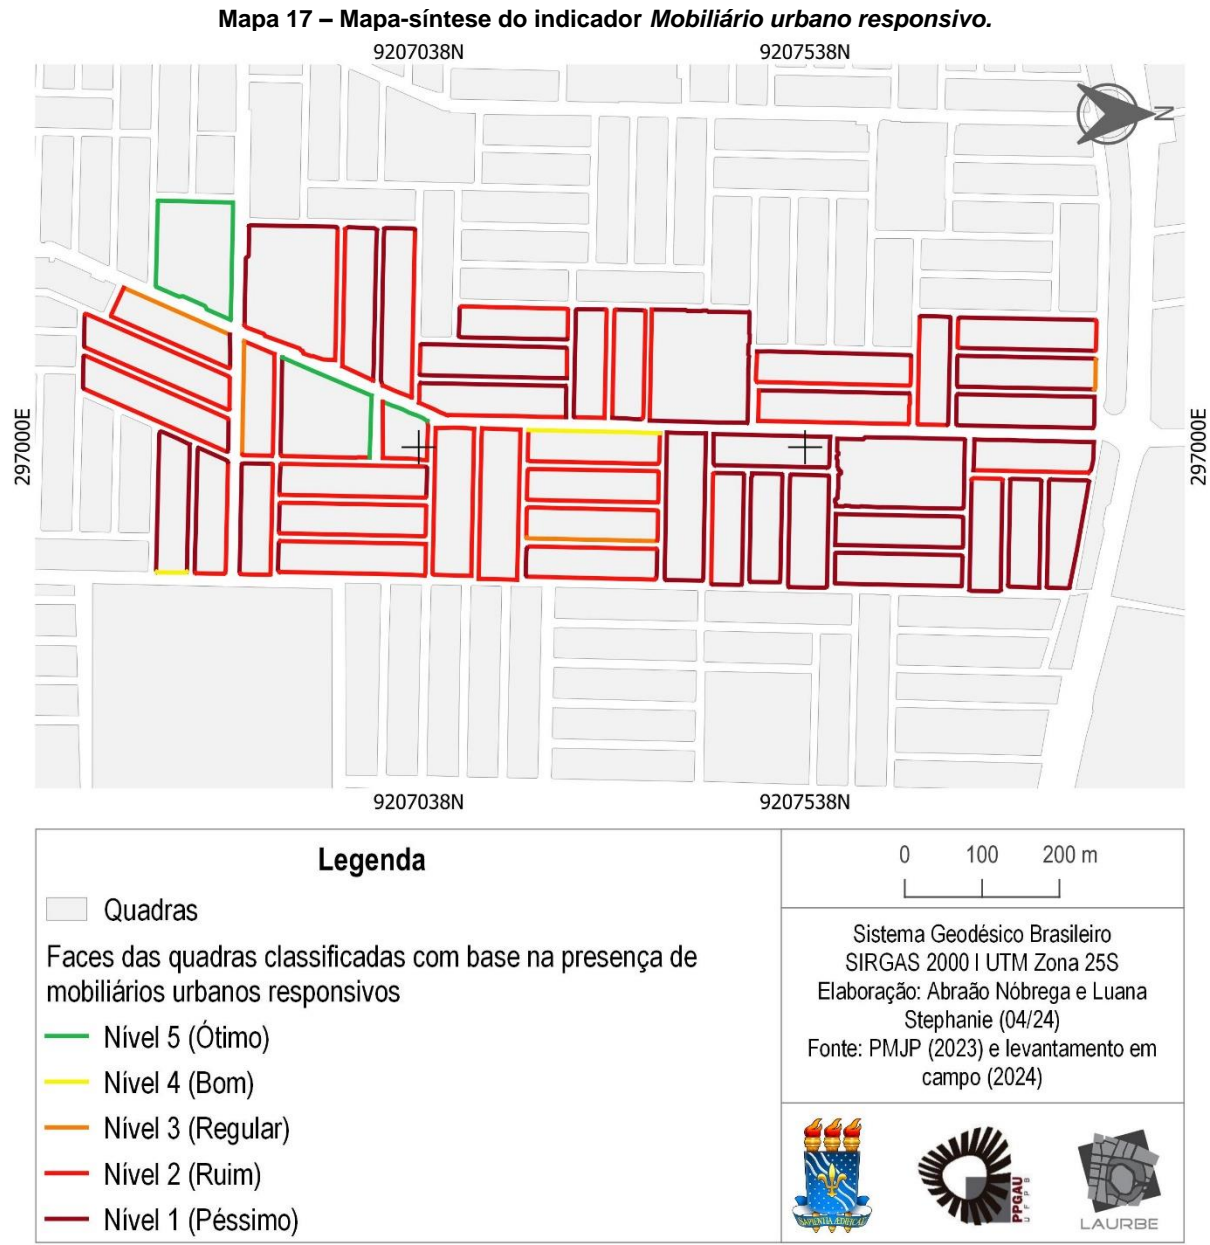 Mapa 17 – Mapa-síntese do indicador Mobiliário urbano responsivo.
9207038N 9207538N
N
297000E 297000E
9207038N 9207538N
Legenda
Quadras
Faces das quadras classificadas com base na presença de
mobiliários urbanos responsivos
Nível 5 (Ótimo)
Nível 4 (Bom)
Nível 3 (Regular)
Nível 2 (Ruim)
Nível 1 (Péssimo)
0 100 200 m
Sistema Geodésico Brasileiro
SIRGAS 2000 I UTM Zona 25S
Elaboração: Abraão Nóbrega e Luana
Stephanie (04/24)
Fonte: PMJP (2023) e levantamento em
campo (2024)
SAPIENTIA ÆDIFICAT
PPGAU
UFPB
LAURBE